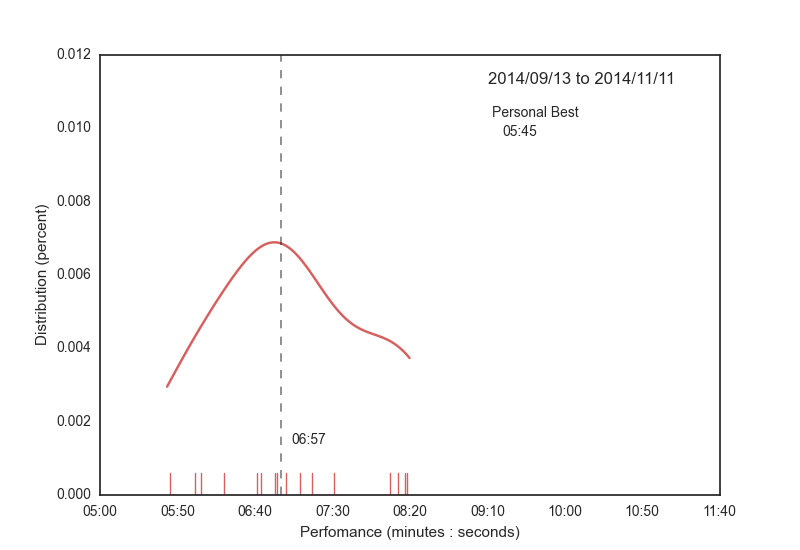 2014/09/13 to 2014/11/11
Personal Best
05:45
0.012
0.010
0.008
0.006
0.004
0.002
0.000
Distribution (percent)
06:57
05:00 05:50 06:40 07:30 08:20 09:10 10:00 10:50 11:40
Perfomance (minutes : seconds)